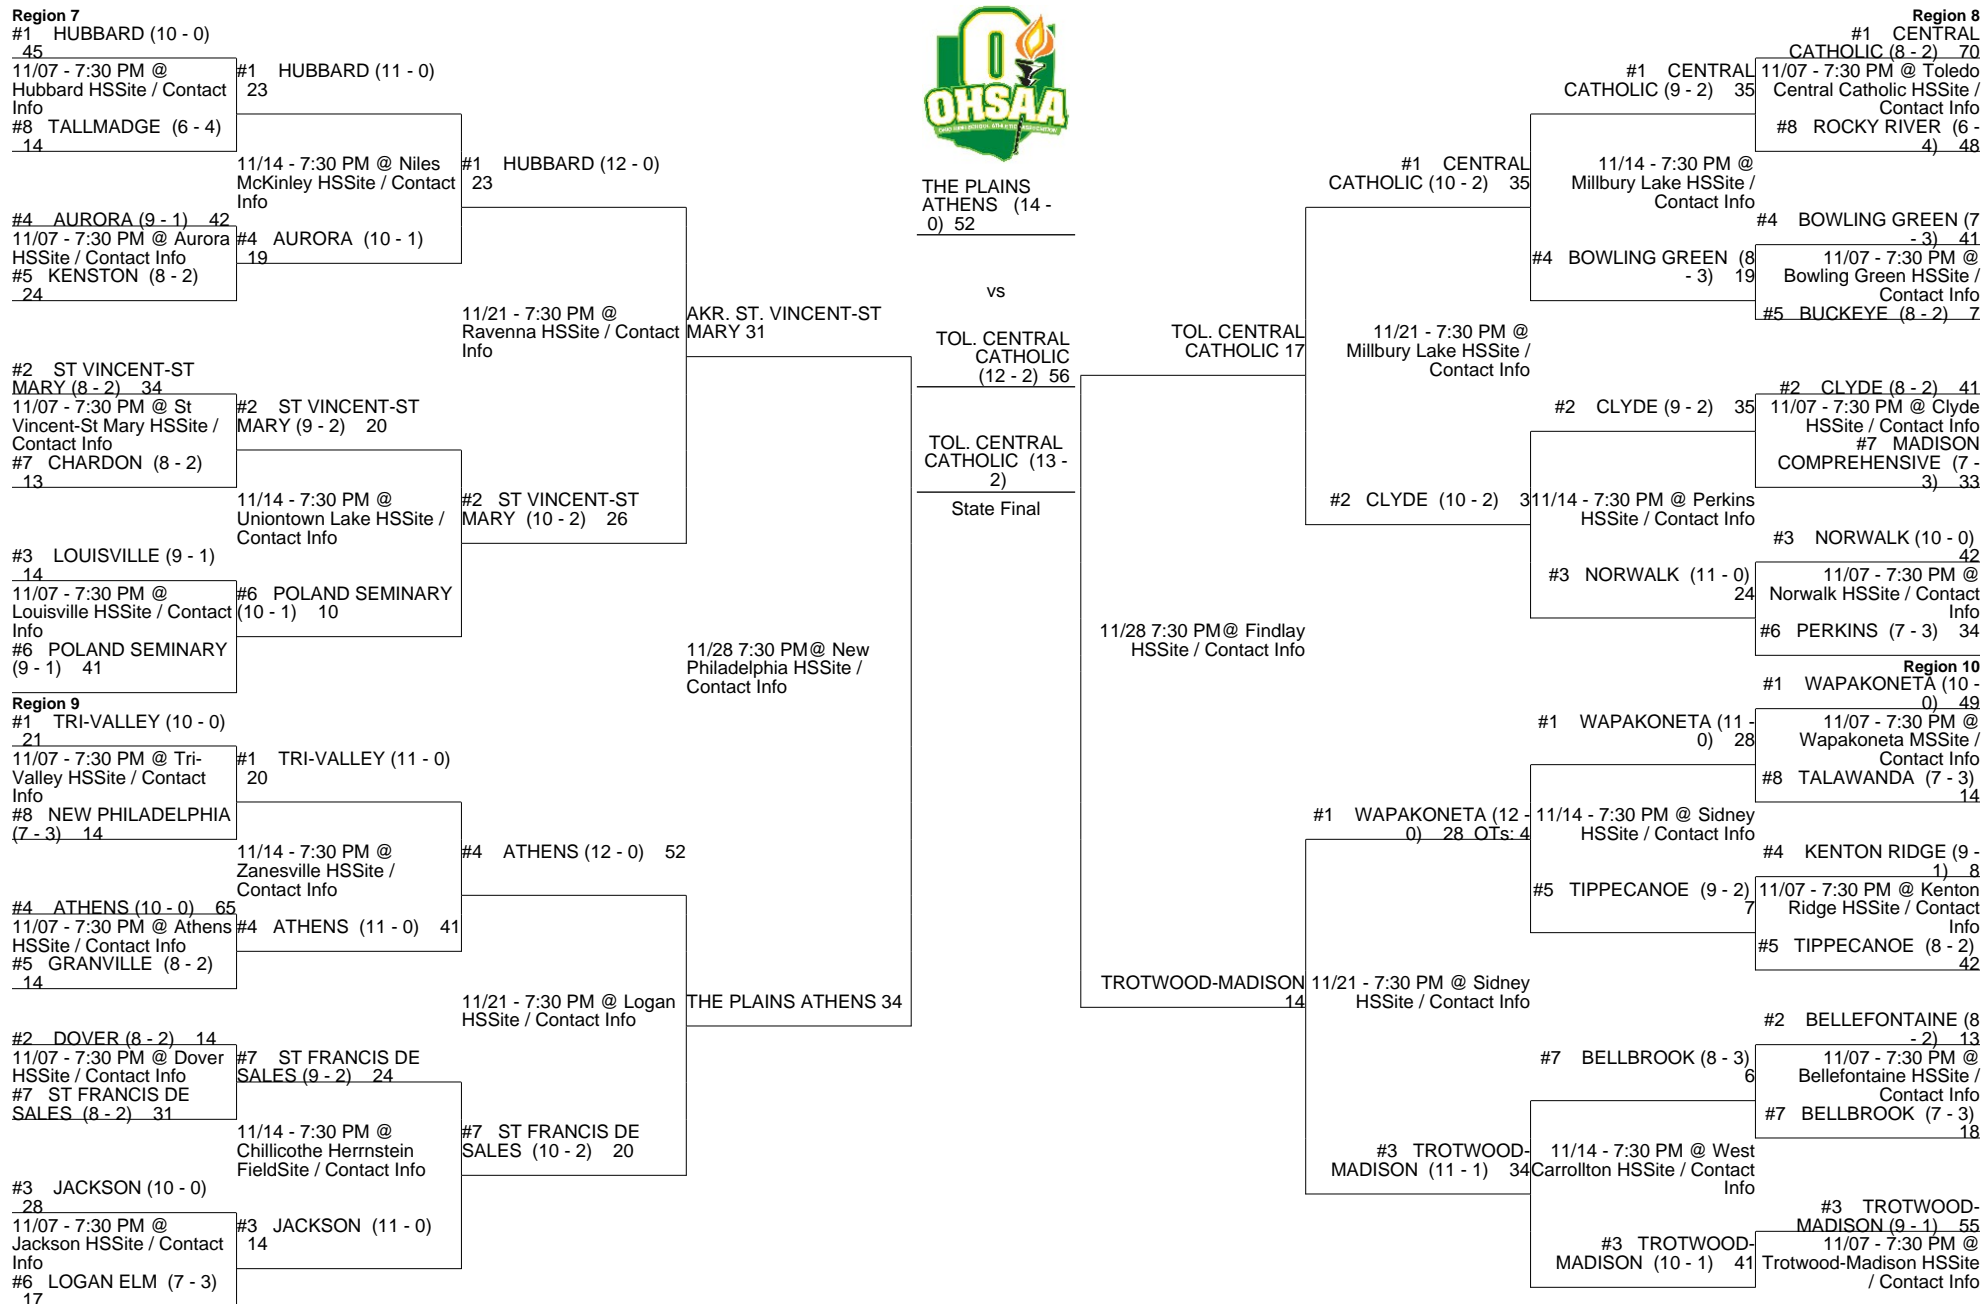 Region 7
#1 HUBBARD (10 - 0)
45
11/07 - 7:30 PM @
Hubbard HSSite / Contact
Info
#8 TALLMADGE (6 - 4)
14
#4 AURORA (9 - 1) 42
11/07 - 7:30 PM @ Aurora
HSSite / Contact Info
#5 KENSTON (8 - 2)
24
#2 ST VINCENT-ST
MARY (8 - 2) 34
11/07 - 7:30 PM @ St
Vincent-St Mary HSSite /
Contact Info
#7 CHARDON (8 - 2)
13
#3 LOUISVILLE (9 - 1)
14
11/07 - 7:30 PM @
Louisville HSSite / Contact
Info
#6 POLAND SEMINARY
(9 - 1) 41
Region 9
#1 TRI-VALLEY (10 - 0)
21
11/07 - 7:30 PM @ Tri-
Valley HSSite / Contact
Info
#8 NEW PHILADELPHIA
(7 - 3) 14
#4 ATHENS (10 - 0) 65
11/07 - 7:30 PM @ Athens
HSSite / Contact Info
#5 GRANVILLE (8 - 2)
14
#2 DOVER (8 - 2) 14
11/07 - 7:30 PM @ Dover
HSSite / Contact Info
#7 ST FRANCIS DE
SALES (8 - 2) 31
#3 JACKSON (10 - 0)
28
11/07 - 7:30 PM @
Jackson HSSite / Contact
Info
#6 LOGAN ELM (7 - 3)
17
#1 HUBBARD (11 - 0)
23
11/14 - 7:30 PM @ Niles
McKinley HSSite / Contact
Info
#4 AURORA (10 - 1)
19
#2 ST VINCENT-ST
MARY (9 - 2) 20
11/14 - 7:30 PM @
Uniontown Lake HSSite /
Contact Info
#6 POLAND SEMINARY
(10 - 1) 10
#1 TRI-VALLEY (11 - 0)
20
11/14 - 7:30 PM @
Zanesville HSSite /
Contact Info
#4 ATHENS (11 - 0) 41
#7 ST FRANCIS DE
SALES (9 - 2) 24
11/14 - 7:30 PM @
Chillicothe Herrnstein
FieldSite / Contact Info
#3 JACKSON (11 - 0)
14
#1 HUBBARD (12 - 0)
23
11/21 - 7:30 PM @
Ravenna HSSite / Contact
Info
#2 ST VINCENT-ST
MARY (10 - 2) 26
#4 ATHENS (12 - 0) 52
11/21 - 7:30 PM @ Logan
HSSite / Contact Info
#7 ST FRANCIS DE
SALES (10 - 2) 20
AKR. ST. VINCENT-ST
MARY 31
11/28 7:30 PM@ New
Philadelphia HSSite /
Contact Info
THE PLAINS ATHENS 34
OHSAA
THE PLAINS
ATHENS (14 -
0) 52
vs
TOL. CENTRAL
CATHOLIC
(12 - 2) 56
TOL. CENTRAL
CATHOLIC (13 -
2)
State Final
TOL. CENTRAL
CATHOLIC 17
11/28 7:30 PM@ Findlay
HSSite / Contact Info
TROTWOOD-MADISON
14
#1 CENTRAL
CATHOLIC (10 - 2) 35
11/21 - 7:30 PM @
Millbury Lake HSSite /
Contact Info
#2 CLYDE (10 - 2) 3
#1 WAPAKONETA (12 -
0) 28 OTs: 4
11/21 - 7:30 PM @ Sidney
HSSite / Contact Info
#3 TROTWOOD-
MADISON (11 - 1) 34
#1 CENTRAL
CATHOLIC (9 - 2) 35
11/14 - 7:30 PM @
Millbury Lake HSSite /
Contact Info
#4 BOWLING GREEN (8
- 3) 19
#2 CLYDE (9 - 2) 35
11/14 - 7:30 PM @ Perkins
HSSite / Contact Info
#3 NORWALK (11 - 0)
24
#1 WAPAKONETA (11 -
0) 28
11/14 - 7:30 PM @ Sidney
HSSite / Contact Info
#5 TIPPECANOE (9 - 2)
7
#7 BELLBROOK (8 - 3)
6
11/14 - 7:30 PM @ West
Carrollton HSSite / Contact
Info
#3 TROTWOOD-
MADISON (10 - 1) 41
Region 8
#1 CENTRAL
CATHOLIC (8 - 2) 70
11/07 - 7:30 PM @ Toledo
Central Catholic HSSite /
Contact Info
#8 ROCKY RIVER (6 -
4) 48
#4 BOWLING GREEN (7
- 3) 41
11/07 - 7:30 PM @
Bowling Green HSSite /
Contact Info
#5 BUCKEYE (8 - 2) 7
#2 CLYDE (8 - 2) 41
11/07 - 7:30 PM @ Clyde
HSSite / Contact Info
#7 MADISON
COMPREHENSIVE (7 -
3) 33
#3 NORWALK (10 - 0)
42
11/07 - 7:30 PM @
Norwalk HSSite / Contact
Info
#6 PERKINS (7 - 3) 34
Region 10
#1 WAPAKONETA (10 -
0) 49
11/07 - 7:30 PM @
Wapakoneta MSSite /
Contact Info
#8 TALAWANDA (7 - 3)
14
#4 KENTON RIDGE (9 -
1) 8
11/07 - 7:30 PM @ Kenton
Ridge HSSite / Contact
Info
#5 TIPPECANOE (8 - 2)
42
#2 BELLEFONTAINE (8
- 2) 13
11/07 - 7:30 PM @
Bellefontaine HSSite /
Contact Info
#7 BELLBROOK (7 - 3)
18
#3 TROTWOOD-
MADISON (9 - 1) 55
11/07 - 7:30 PM @
Trotwood-Madison HSSite
/ Contact Info